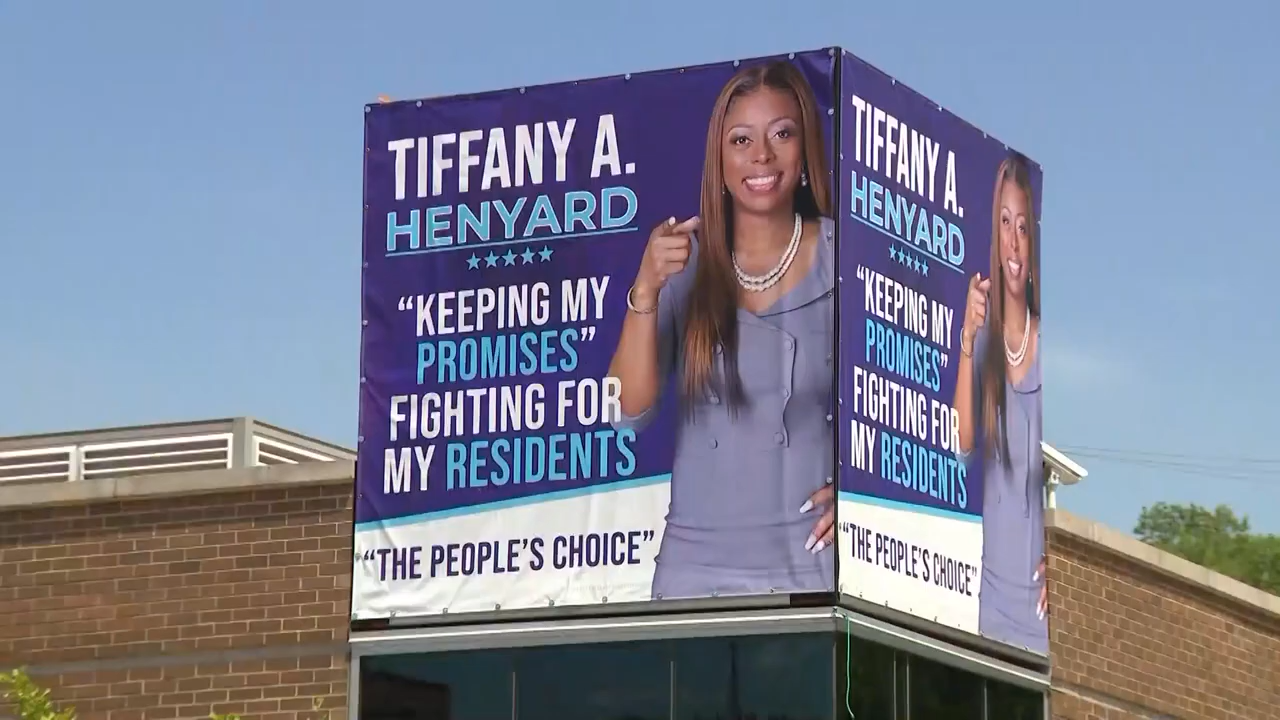 TIFFANY A.
HENYARD
★★★★★
“KEEPING MY
PROMISES”
FIGHTING FOR
MY RESIDENTS
“THE PEOPLE’S CHOICE”
TIFFANY A.
HENYARD
★★★★★
“KEEPING MY
PROMISES”
FIGHTING FOR
MY RESIDENTS
“THE PEOPLE’S CHOICE”